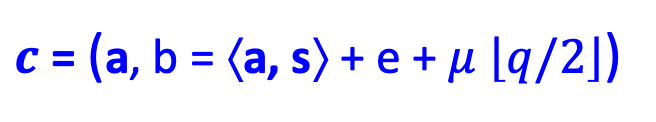 c = (a, b = ⟨a, s⟩ + e + μ ⌊q/2⌋)